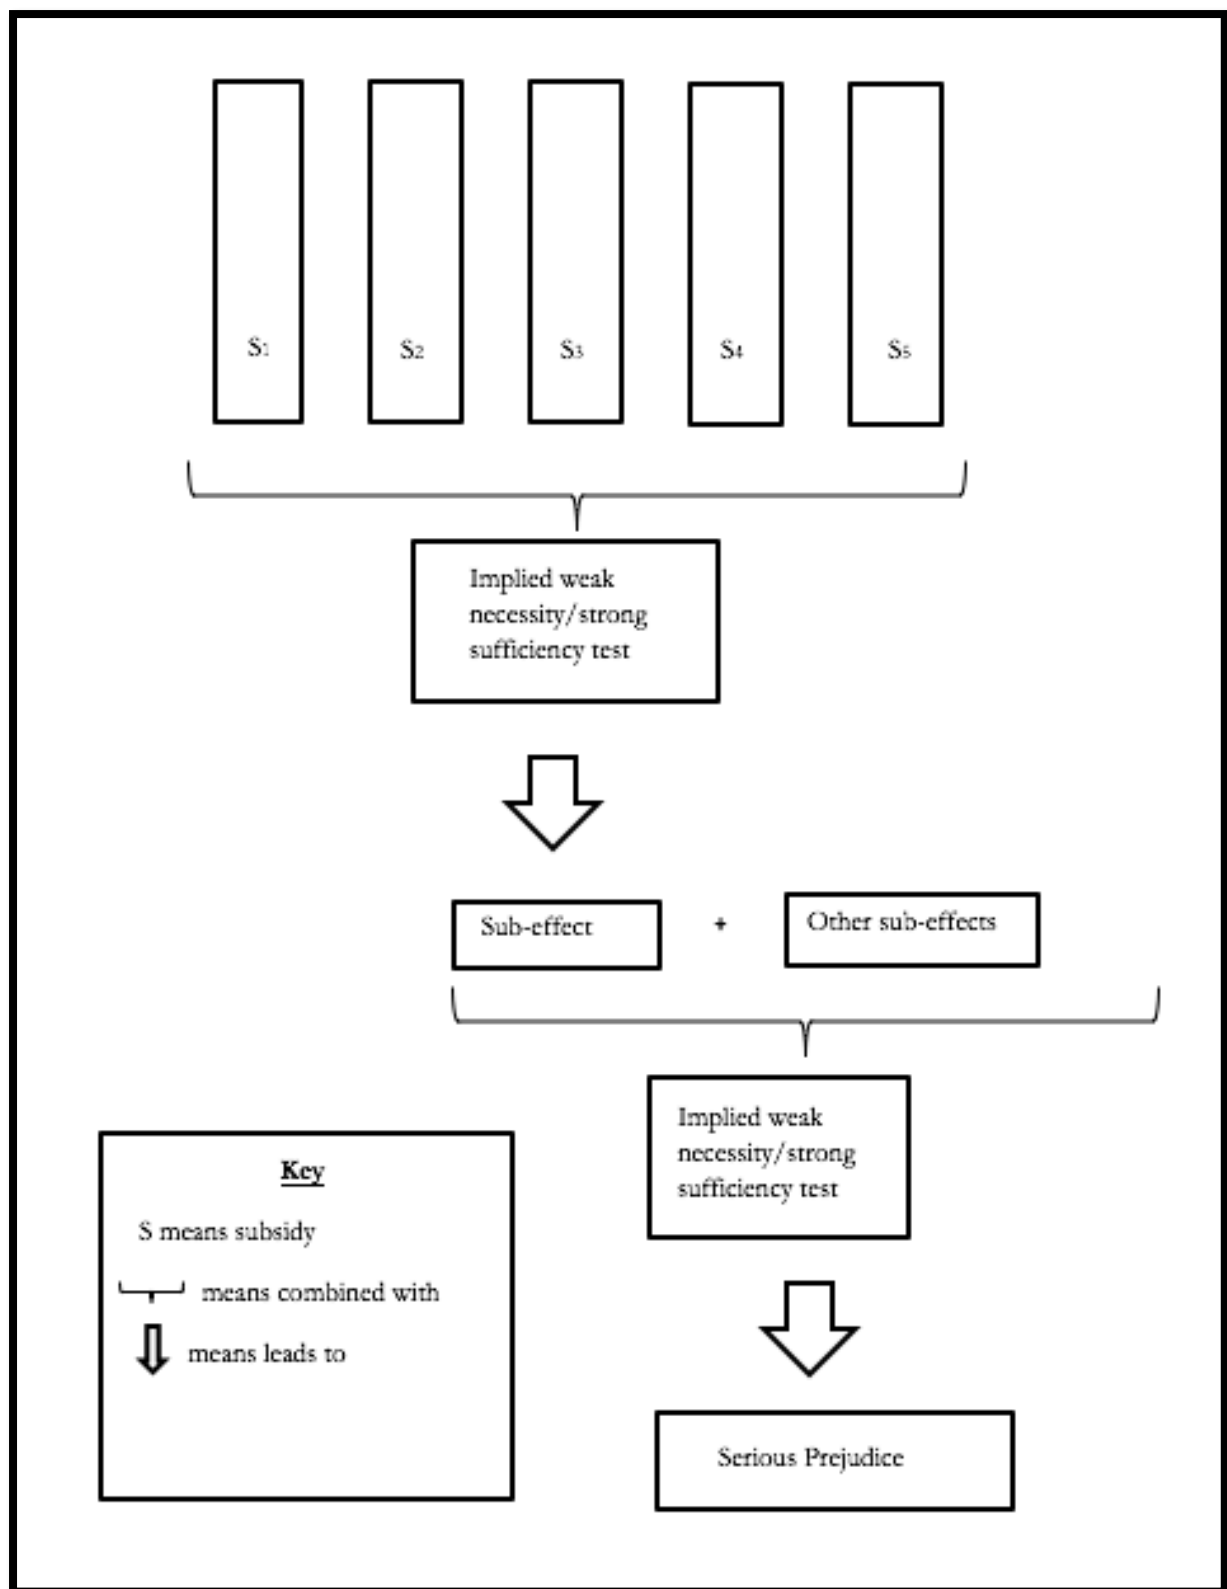 S1
S2
S3
S4
S5
Implied weak
necessity/strong
sufficiency test
Sub-effect
+
Other sub-effects
Implied weak
necessity/strong
sufficiency test
Key
S means subsidy
means combined with
means leads to
Serious Prejudice